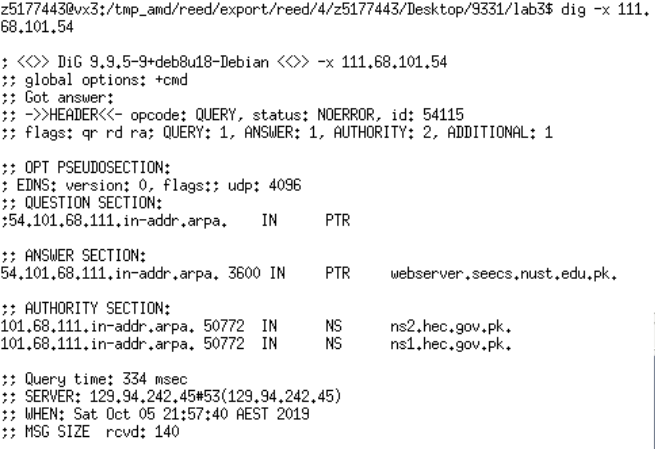 z5177443@vx3:/tmp_amd/reed/export/reed/4/z5177443/Desktop/9331/lab3$ dig -x 111.
68.101.54
; <<>> DiG 9.9.5-9+deb8u18-Debian <<>> -x 111.68.101.54
;; global options: +cmd
;; Got answer:
;; ->>HEADER<<- opcode: QUERY, status: NOERROR, id: 54115
;; flags: qr rd ra; QUERY: 1, ANSWER: 1, AUTHORITY: 2, ADDITIONAL: 1
;; OPT PSEUDOSECTION:
; EDNS: version: 0, flags:; udp: 4096
;; QUESTION SECTION:
;54.101.68.111.in-addr.arpa. IN PTR
;; ANSWER SECTION:
54.101.68.111.in-addr.arpa. 3600 IN PTR webserver.seecs.nust.edu.pk.
;; AUTHORITY SECTION:
101.68.111.in-addr.arpa. 50772 IN NS ns2.hec.gov.pk.
101.68.111.in-addr.arpa. 50772 IN NS ns1.hec.gov.pk.
;; Query time: 334 msec
;; SERVER: 129.94.242.45#53(129.94.242.45)
;; WHEN: Sat Oct 05 21:57:40 AEST 2019
;; MSG SIZE rcvd: 140